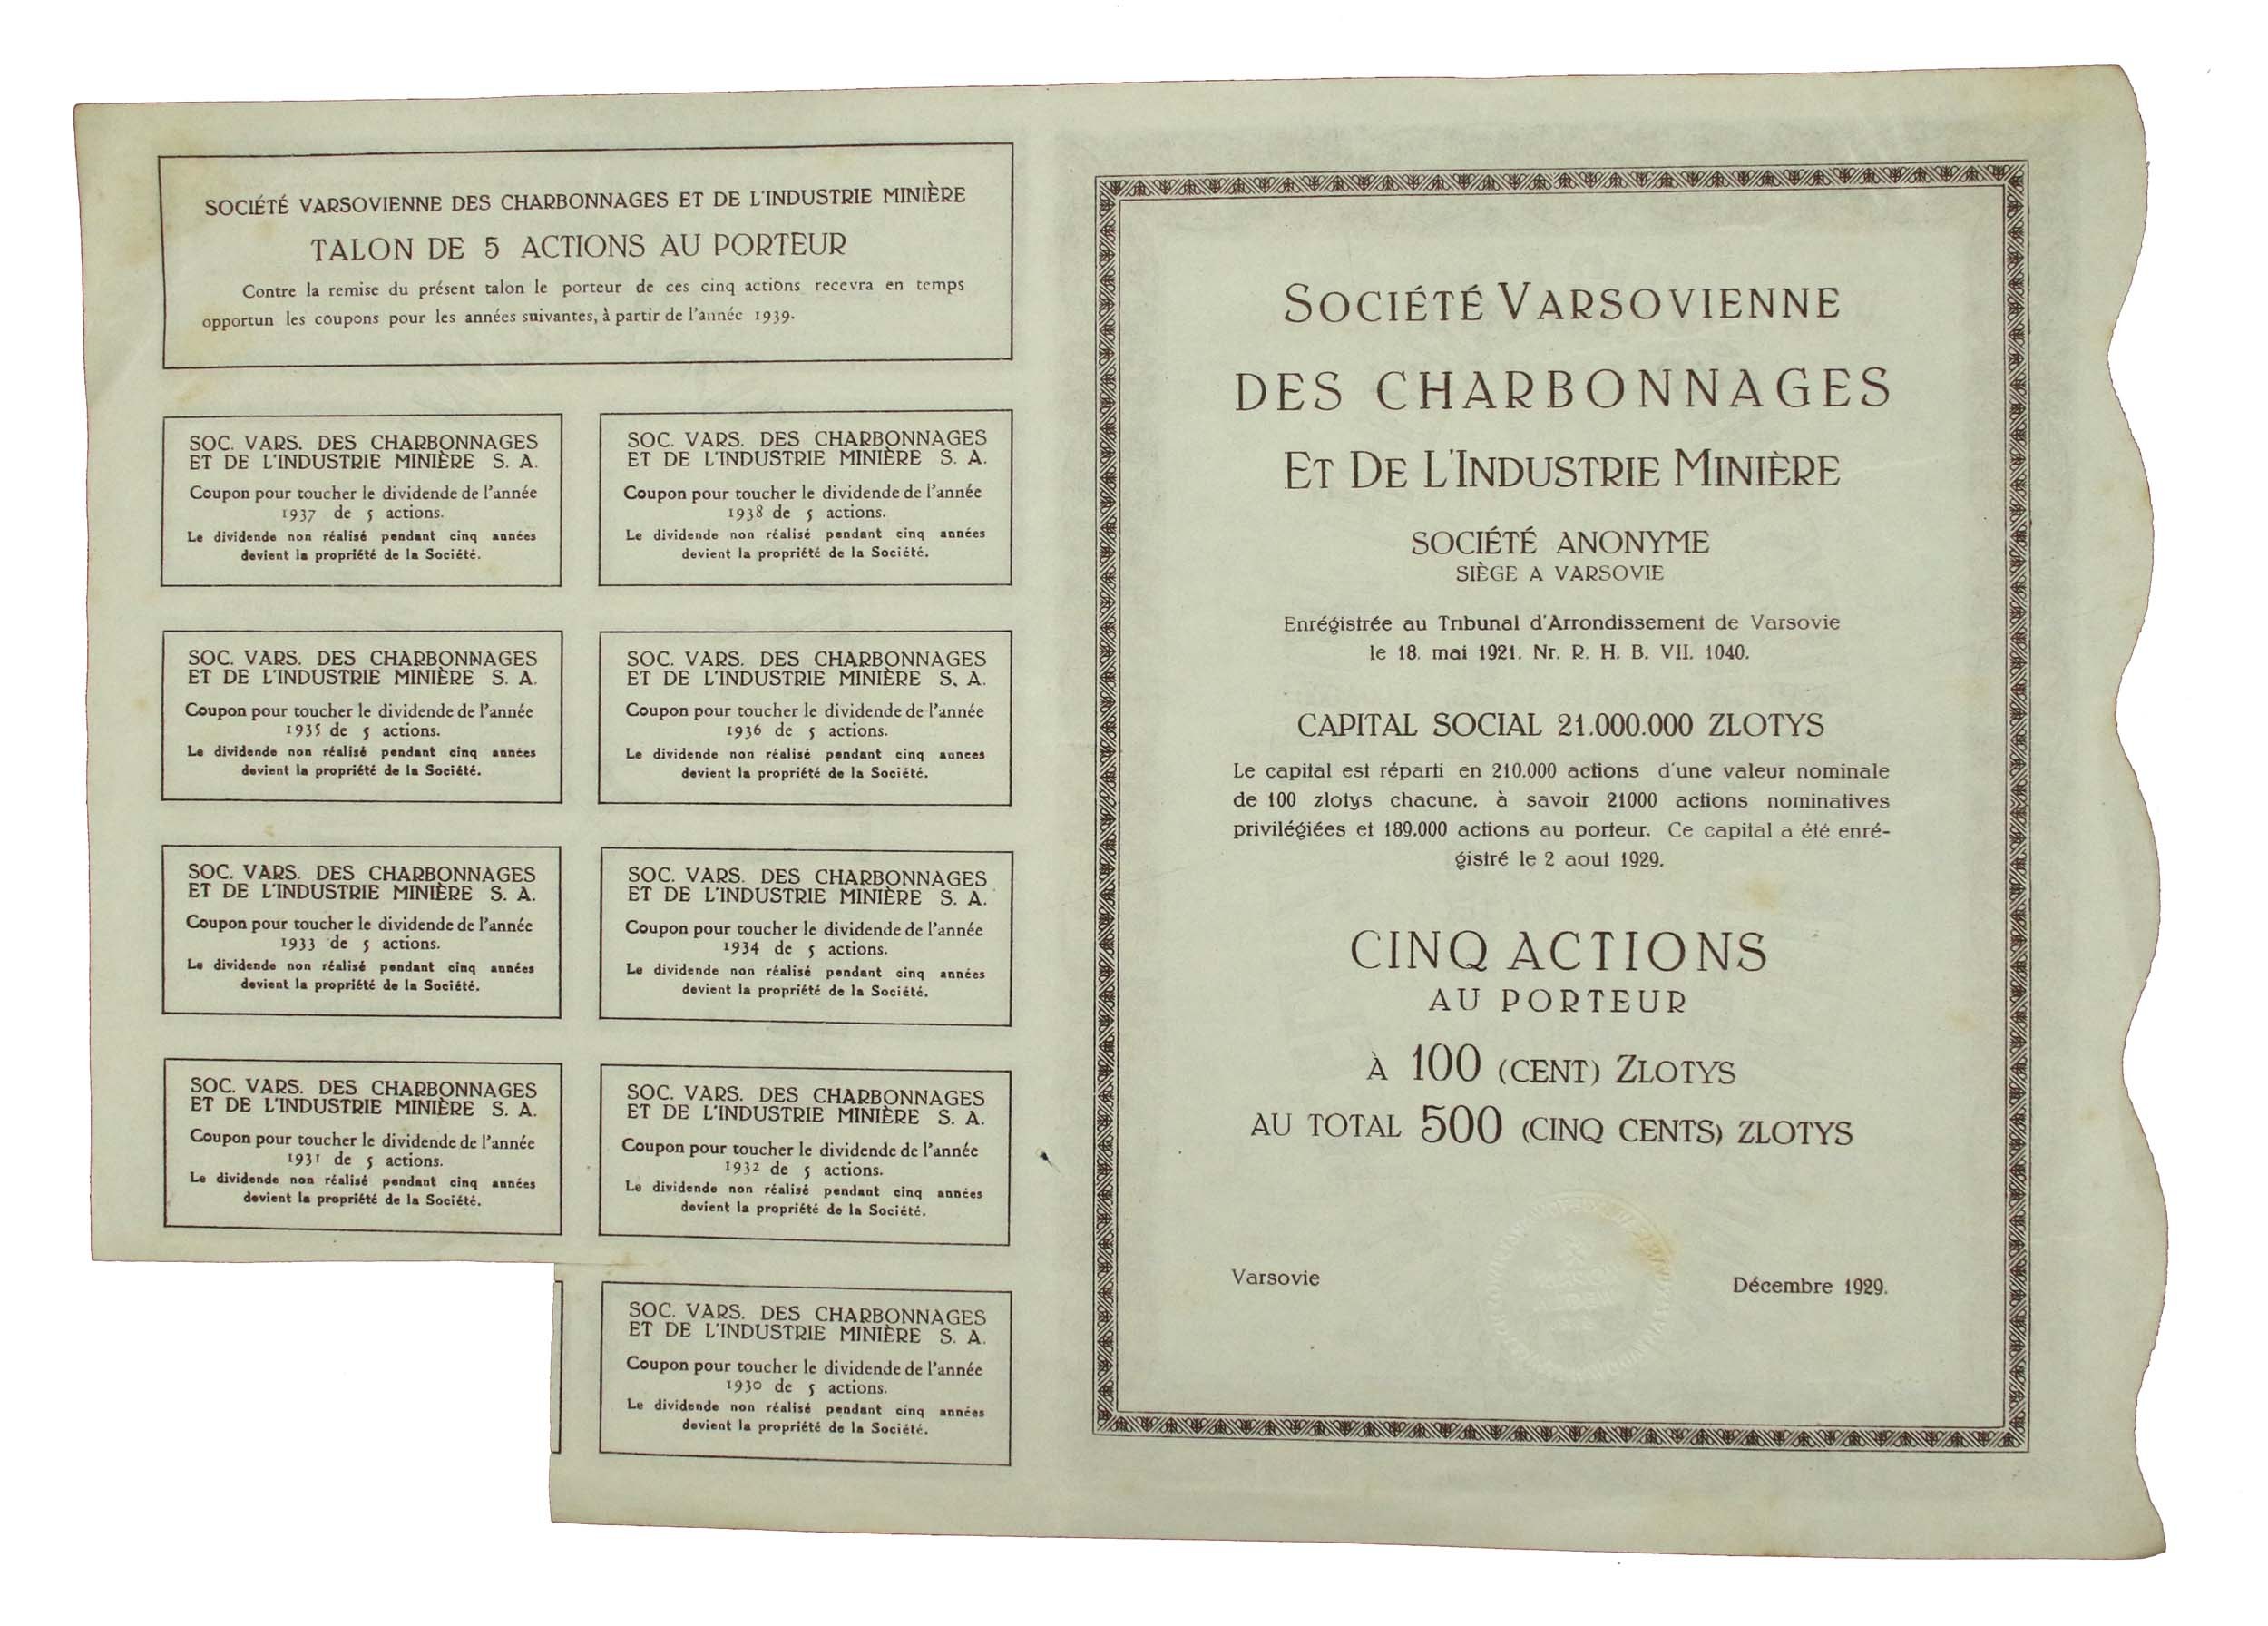 SOCIÉTÉ VARSOVIENNE DES CHARBONNAGES ET DE L'INDUSTRIE MINIÈRE
TALON DE 5 ACTIONS AU PORTEUR
Contre la remise du présent talon le porteur de ces cinq actions recevra en temps
opportun les coupons pour les années suivantes, à partir de l'année 1939.
SOC. VARS. DES CHARBONNAGES
ET DE L'INDUSTRIE MINIÈRE S. A.
Coupon pour toucher le dividende de l'année
1937 de 5 actions.
Le dividende non réalisé pendant cinq années
devient la propriété de la Société.
SOC. VARS. DES CHARBONNAGES
ET DE L'INDUSTRIE MINIÈRE S. A.
Coupon pour toucher le dividende de l'année
1938 de 5 actions.
Le dividende non réalisé pendant cinq années
devient la propriété de la Société.
SOC. VARS. DES CHARBONNAGES
ET DE L'INDUSTRIE MINIÈRE S. A.
Coupon pour toucher le dividende de l'année
1935 de 5 actions.
Le dividende non réalisé pendant cinq années
devient la propriété de la Société.
SOC. VARS. DES CHARBONNAGES
ET DE L'INDUSTRIE MINIÈRE S. A.
Coupon pour toucher le dividende de l'année
1936 de 5 actions.
Le dividende non réalisé pendant cinq annees
devient la propriété de la Société.
SOC. VARS. DES CHARBONNAGES
ET DE L'INDUSTRIE MINIÈRE S. A.
Coupon pour toucher le dividende de l'année
1933 de 5 actions.
Le dividende non réalisé pendant cinq années
devient la propriété de la Société.
SOC. VARS. DES CHARBONNAGES
ET DE L'INDUSTRIE MINIÈRE S. A.
Coupon pour toucher le dividende de l'année
1934 de 5 actions.
Le dividende non réalisé pendant cinq années
devient la propriété de la Société.
SOC. VARS. DES CHARBONNAGES
ET DE L'INDUSTRIE MINIÈRE S. A.
Coupon pour toucher le dividende de l'année
1931 de 5 actions.
Le dividende non réalisé pendant cinq années
devient la propriété de la Société.
SOC. VARS. DES CHARBONNAGES
ET DE L'INDUSTRIE MINIÈRE S. A.
Coupon pour toucher le dividende de l'année
1932 de 5 actions.
Le dividende non réalisé pendant cinq années
devient la propriété de la Société.
SOC. VARS. DES CHARBONNAGES
ET DE L'INDUSTRIE MINIÈRE S. A.
Coupon pour toucher le dividende de l'année
1930 de 5 actions.
Le dividende non réalisé pendant cinq années
devient la propriété de la Société.
SOCIÉTÉ VARSOVIENNE
DES CHARBONNAGES
ET DE L'INDUSTRIE MINIÈRE
SOCIÉTÉ ANONYME
SIÈGE A VARSOVIE
Enrégistrée au Tribunal d'Arrondissement de Varsovie
le 18. mai 1921. Nr. R. H. B. VII. 1040.
CAPITAL SOCIAL 21.000.000 ZLOTYS
Le capital est réparti en 210.000 actions d'une valeur nominale
de 100 zlotys chacune, à savoir 21000 actions nominatives
privilégiées et 189.000 actions au porteur. Ce capital a été enré-
gistré le 2 aout 1929.
CINQ ACTIONS
AU PORTEUR
À 100 (CENT) ZLOTYS
AU TOTAL 500 (CINQ CENTS) ZLOTYS
Varsovie
Décembre 1929.